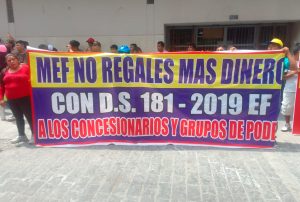 MEF NO REGALES MAS DINERO
CON D.S. 181 - 2019 EF
A LOS CONCESIONARIOS Y GRUPOS DE PODE